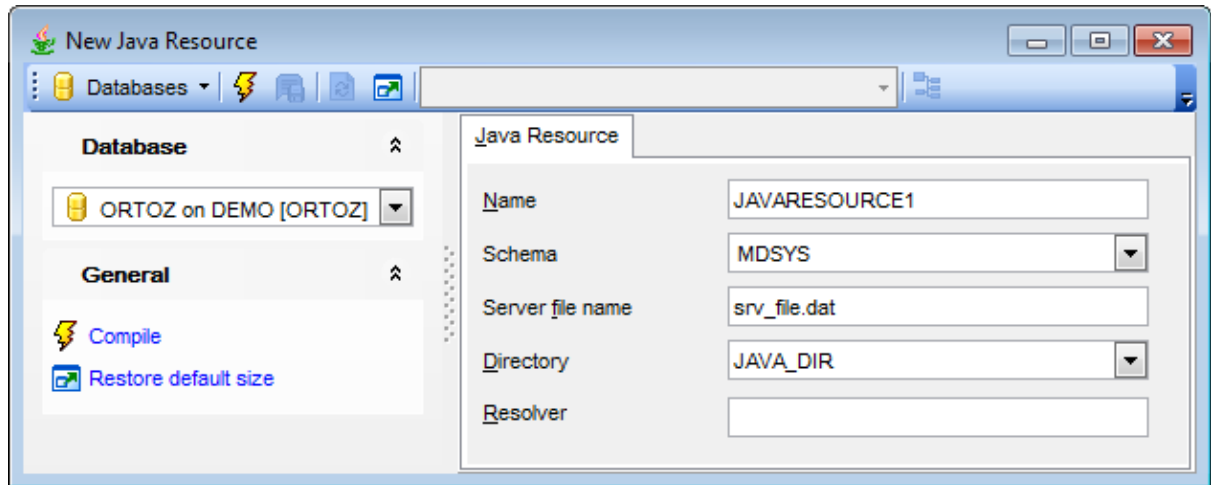 New Java Resource
Databases
Database
ORTOZ on DEMO [ORTOZ]
General
Compile
Restore default size
Java Resource
Name JAVARESOURCE1
Schema MDSYS
Server file name srv_file.dat
Directory JAVA_DIR
Resolver